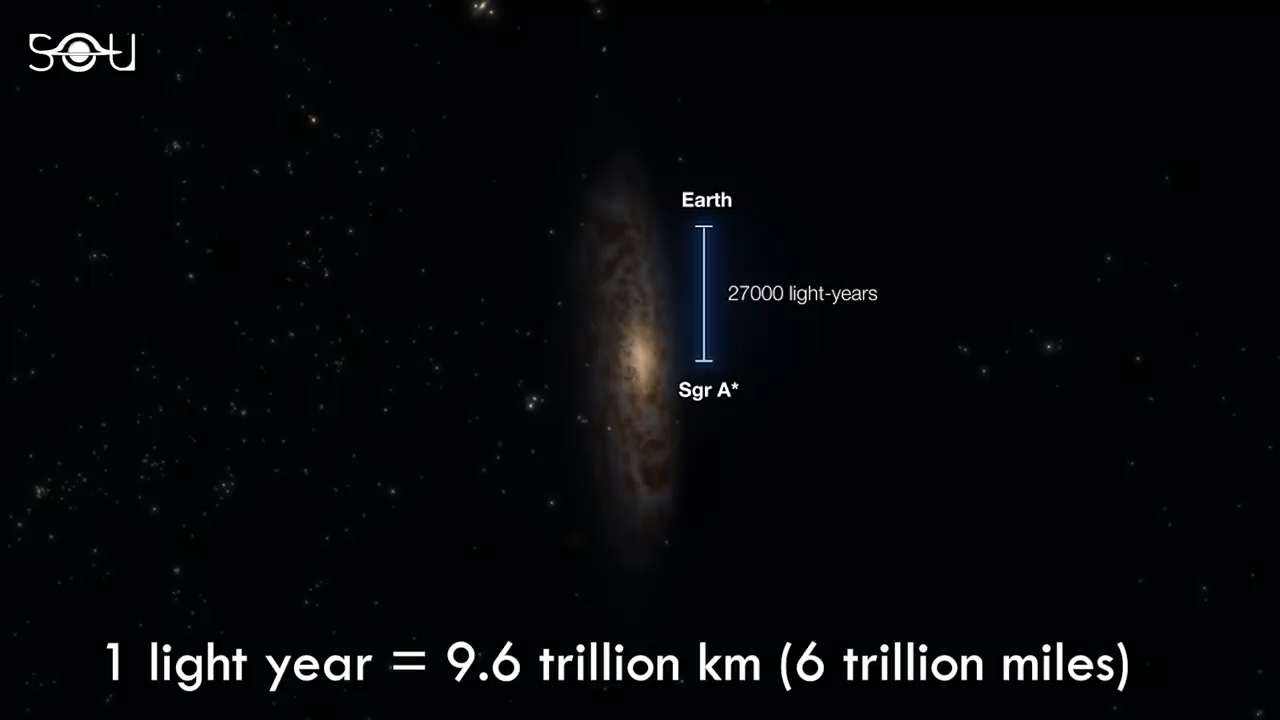 SOU
Earth
27000 light-years
Sgr A*
1 light year = 9.6 trillion km (6 trillion miles)